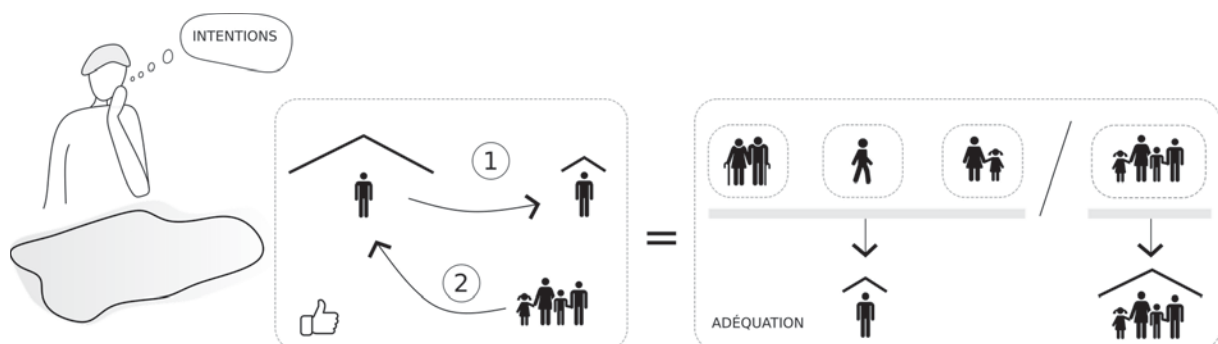 INTENTIONS
1
2
=
/
ADÉQUATION